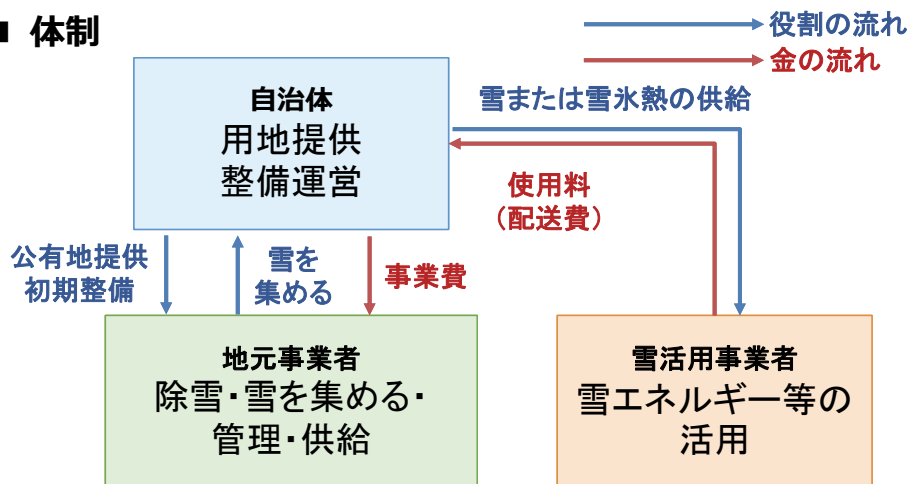 ■ 体制
役割の流れ
金の流れ
自治体
用地提供
整備運営
雪または雪氷熱の供給
使用料
（配送費）
公有地提供
初期整備
雪を
集める
事業費
地元事業者
除雪・雪を集める・
管理・供給
雪活用事業者
雪エネルギー等の
活用